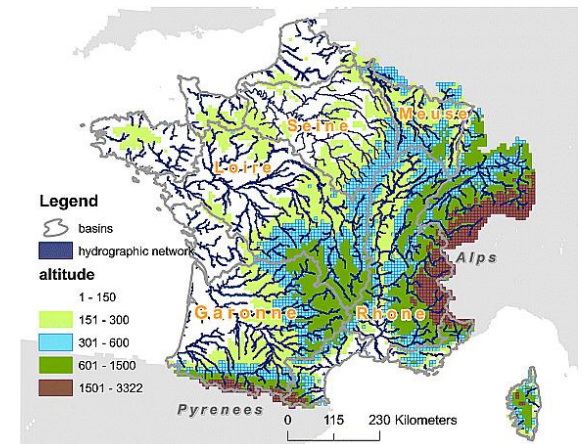 Meuse
Seine
Loire
Legend
basins
hydrographic network
altitude
1 - 150
151 - 300
301 - 600
601 - 1500
1501 - 3322
Alps
Garonne
Rhone
Pyrenees
0 115 230 Kilometers